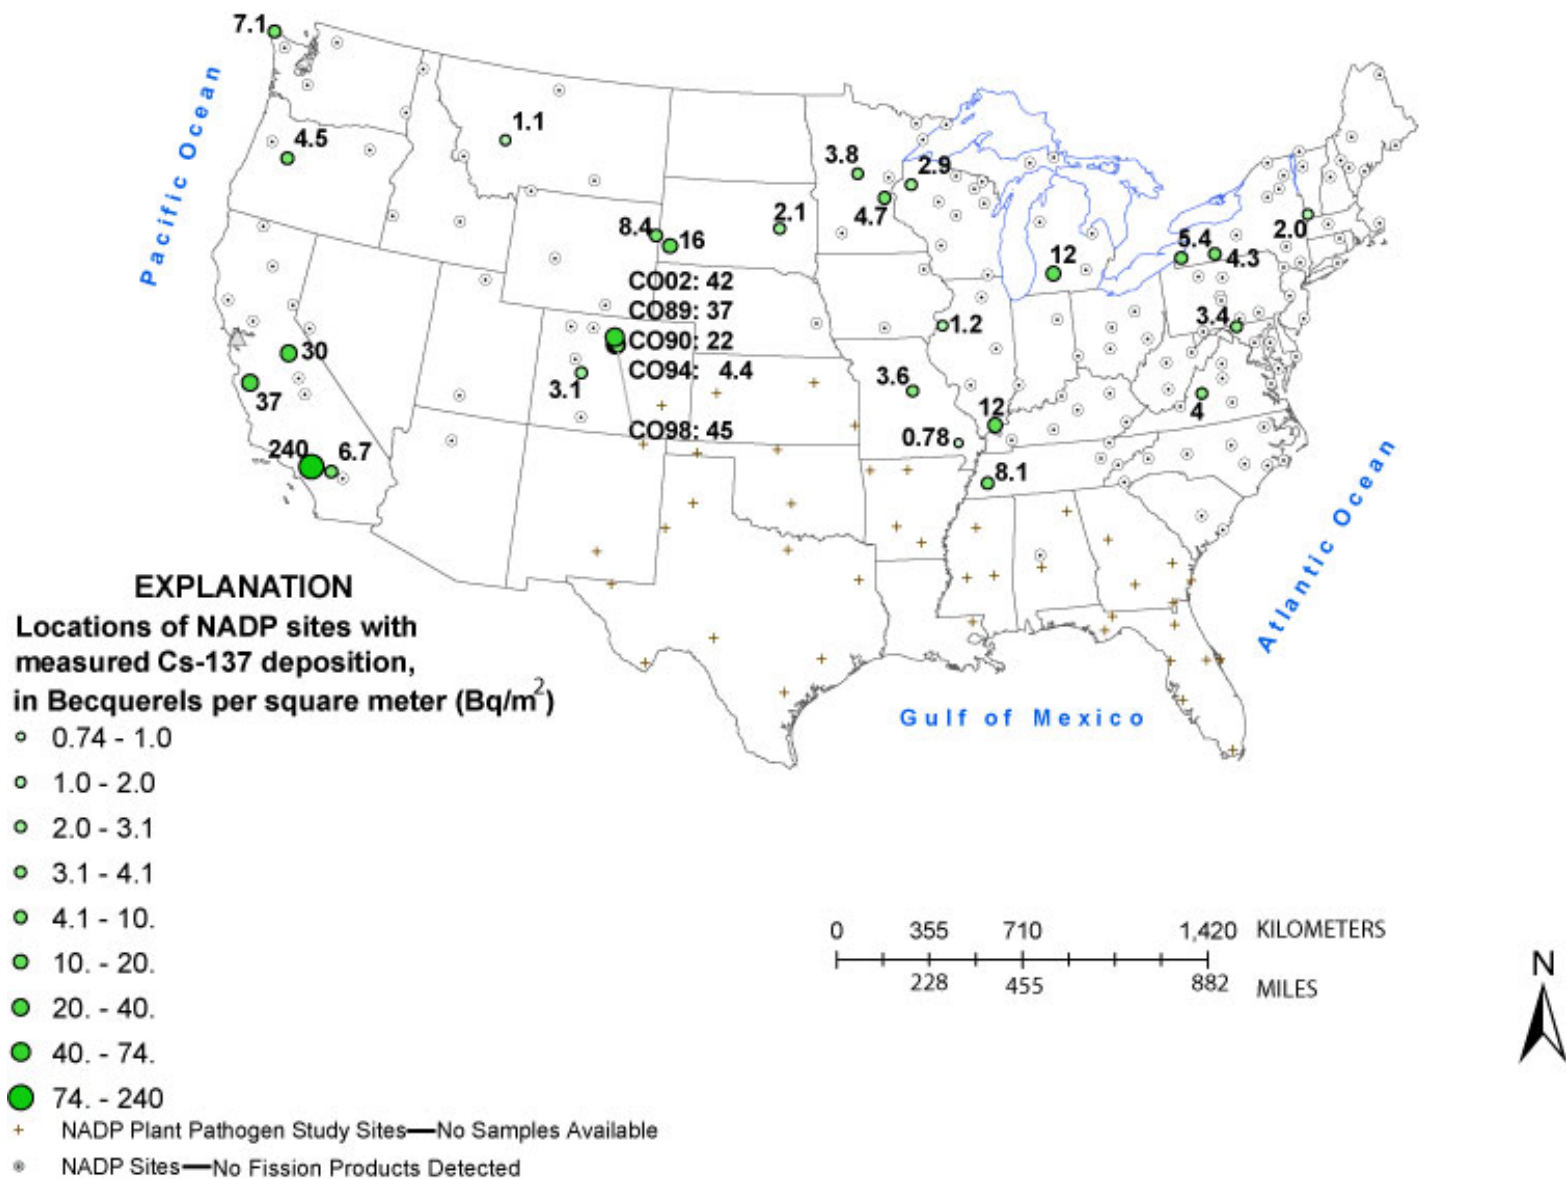 7.1
Pacific Ocean
4.5
1.1
3.8
2.9
4.7
2.1
8.4
16
12
5.4
4.3
2.0
CO02: 42
CO89: 37
CO90: 22
CO94: 4.4
CO98: 45
1.2
3.4
30
37
3.1
3.6
12
4
0.78
240
6.7
8.1
Atlantic Ocean
Gulf of Mexico
EXPLANATION
Locations of NADP sites with
measured Cs-137 deposition,
in Becquerels per square meter (Bq/m²)
0.74 - 1.0
1.0 - 2.0
2.0 - 3.1
3.1 - 4.1
4.1 - 10.
10. - 20.
20. - 40.
40. - 74.
74. - 240
NADP Plant Pathogen Study Sites—No Samples Available
NADP Sites—No Fission Products Detected
0 355 710 1,420 KILOMETERS
228 455 882 MILES
N